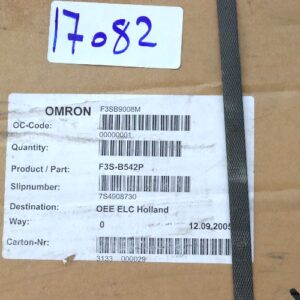 17082
OMRON F3SB9008M
OC-Code:
00000001
Quantity:
Product / Part: F3S-B542P
Slipnumber:
7S4908730
Destination: OEE ELC Holland
Way: 0 12.09.2005
Carton-Nr:
3133 000029